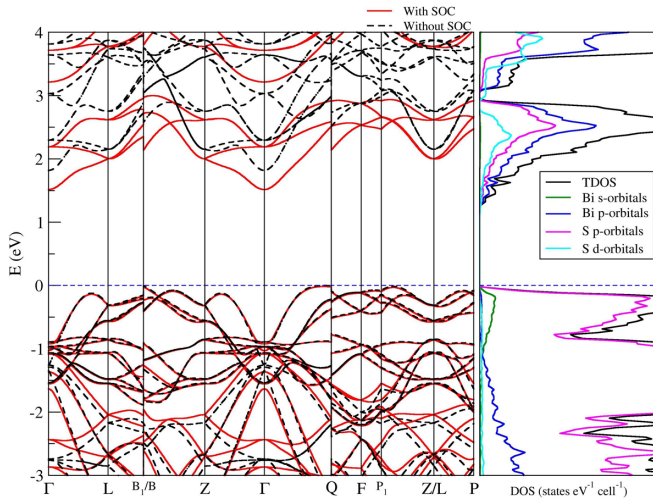 With SOC
Without SOC
4
3
2
1
0
-1
-2
-3
E (eV)
TDOS
Bi s-orbitals
Bi p-orbitals
S p-orbitals
S d-orbitals
Γ L B₁/B Z Γ Q F P₁ Z/L P
DOS (states eV⁻¹ cell⁻¹)